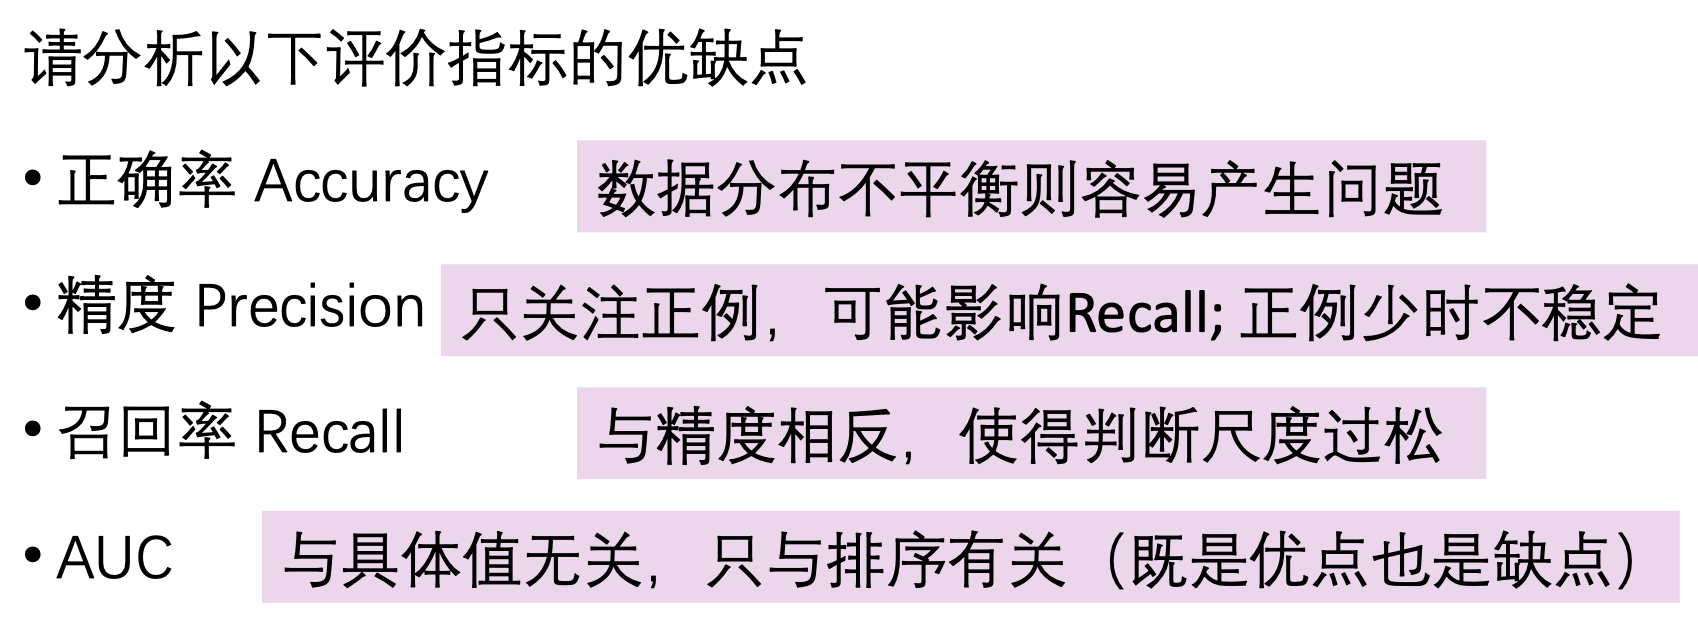 请分析以下评价指标的优缺点
• 正确率 Accuracy 数据分布不平衡则容易产生问题
• 精度 Precision 只关注正例，可能影响Recall; 正例少时不稳定
• 召回率 Recall 与精度相反，使得判断尺度过松
• AUC 与具体值无关，只与排序有关（既是优点也是缺点）